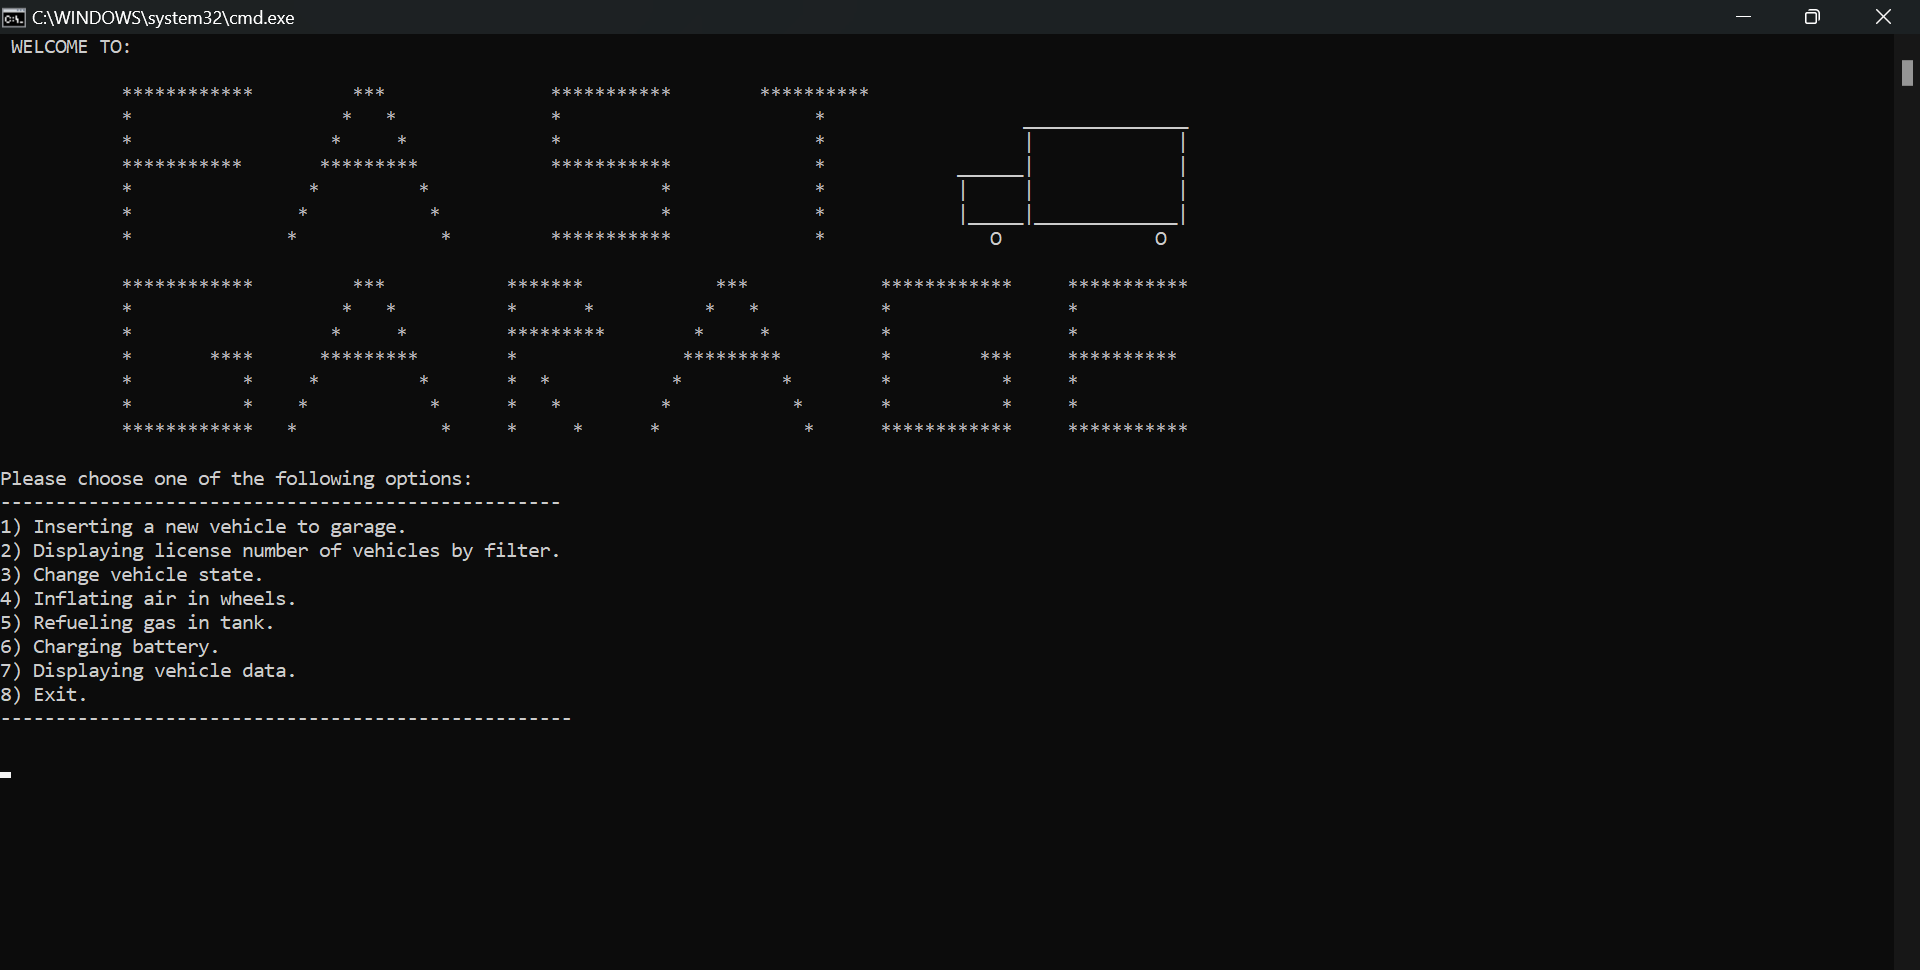 C:\WINDOWS\system32\cmd.exe
WELCOME TO:
FAST
GARAGE
Please choose one of the following options:
---------------------------------------------------
1) Inserting a new vehicle to garage.
2) Displaying license number of vehicles by filter.
3) Change vehicle state.
4) Inflating air in wheels.
5) Refueling gas in tank.
6) Charging battery.
7) Displaying vehicle data.
8) Exit.
----------------------------------------------------